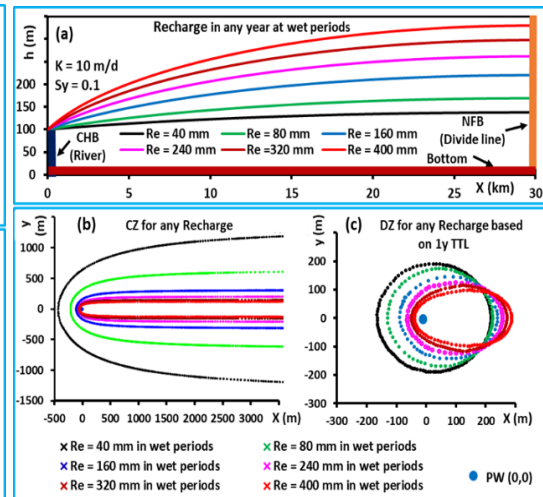 (a)
Recharge in any year at wet periods
h (m)
K = 10 m/d
Sy = 0.1
200
150
100
50
0
CHB
(River)
NFB
(Divide line)
Re = 40 mm
Re = 80 mm
Re = 160 mm
Re = 240 mm
Re =320 mm
Re = 400 mm
Bottom
0
5
10
15
20
25
30
X (km)
(b)
CZ for any Recharge
y (m)
1000
500
0
-500
-1000
-1500
-500
0
500
1000
1500
2000
2500
3000
X (m)
(c)
DZ for any Recharge based
on 1y TTL
y (m)
300
200
100
0
-100
-200
-300
-300
-200
-100
0
100
200
X (m)
Re = 40 mm in wet periods
Re = 80 mm in wet periods
Re = 160 mm in wet periods
Re = 240 mm in wet periods
Re = 320 mm in wet periods
Re = 400 mm in wet periods
PW (0,0)